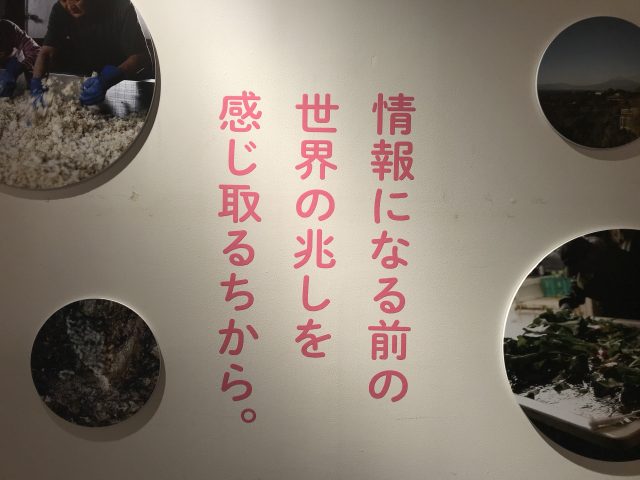 情報になる前の
世界の兆しを
感じ取るちから。